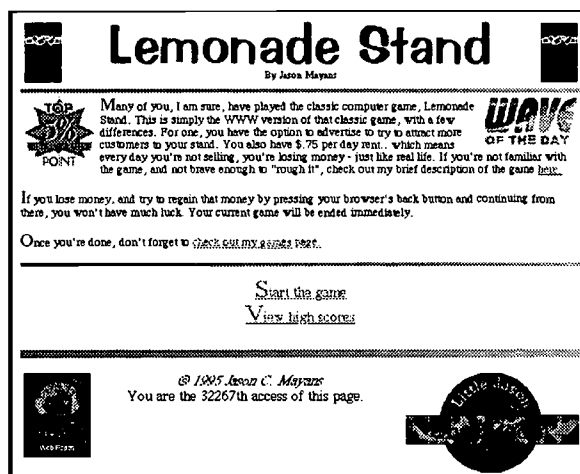 Lemonade Stand
By Jason Mayans
TOP
5%
POINT
WAVE
OF THE DAY
Many of you, I am sure, have played the classic computer game, Lemonade
Stand. This is simply the WWW version of that classic game, with a few
differences. For one, you have the option to advertise to try to attract more
customers to your stand. You also have $.75 per day rent.. which means
every day you're not selling, you're losing money - just like real life. If you're not familiar with
the game, and not brave enough to "rough it", check out my brief description of the game here.
If you lose money, and try to regain that money by pressing your browser's back button and continuing from
there, you won't have much luck. Your current game will be ended immediately.
Once you're done, don't forget to check out my games page.
Start the game
View high scores
© 1995 Jason C. Mayans
You are the 32267th access of this page.
Little Jason